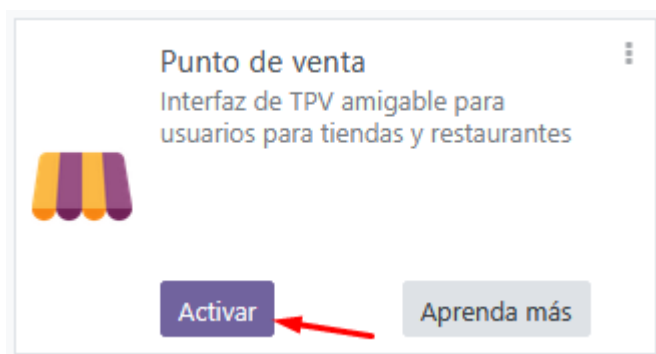 Punto de venta
Interfaz de TPV amigable para
usuarios para tiendas y restaurantes
Activar
Aprenda más